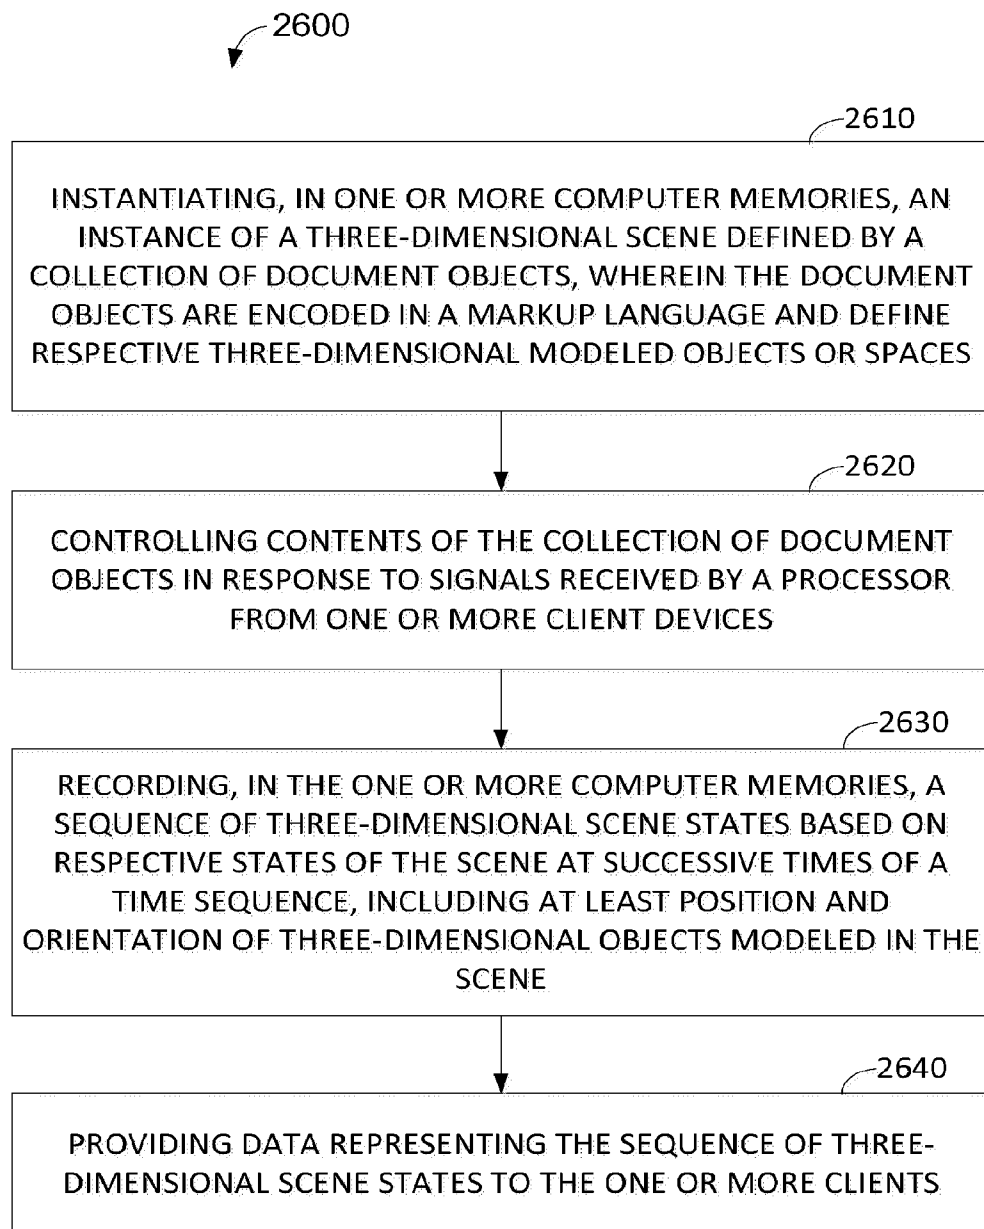 2600
2610
INSTANTIATING, IN ONE OR MORE COMPUTER MEMORIES, AN
INSTANCE OF A THREE-DIMENSIONAL SCENE DEFINED BY A
COLLECTION OF DOCUMENT OBJECTS, WHEREIN THE DOCUMENT
OBJECTS ARE ENCODED IN A MARKUP LANGUAGE AND DEFINE
RESPECTIVE THREE-DIMENSIONAL MODELED OBJECTS OR SPACES
2620
CONTROLLING CONTENTS OF THE COLLECTION OF DOCUMENT
OBJECTS IN RESPONSE TO SIGNALS RECEIVED BY A PROCESSOR
FROM ONE OR MORE CLIENT DEVICES
2630
RECORDING, IN THE ONE OR MORE COMPUTER MEMORIES, A
SEQUENCE OF THREE-DIMENSIONAL SCENE STATES BASED ON
RESPECTIVE STATES OF THE SCENE AT SUCCESSIVE TIMES OF A
TIME SEQUENCE, INCLUDING AT LEAST POSITION AND
ORIENTATION OF THREE-DIMENSIONAL OBJECTS MODELED IN THE
SCENE
2640
PROVIDING DATA REPRESENTING THE SEQUENCE OF THREE-
DIMENSIONAL SCENE STATES TO THE ONE OR MORE CLIENTS